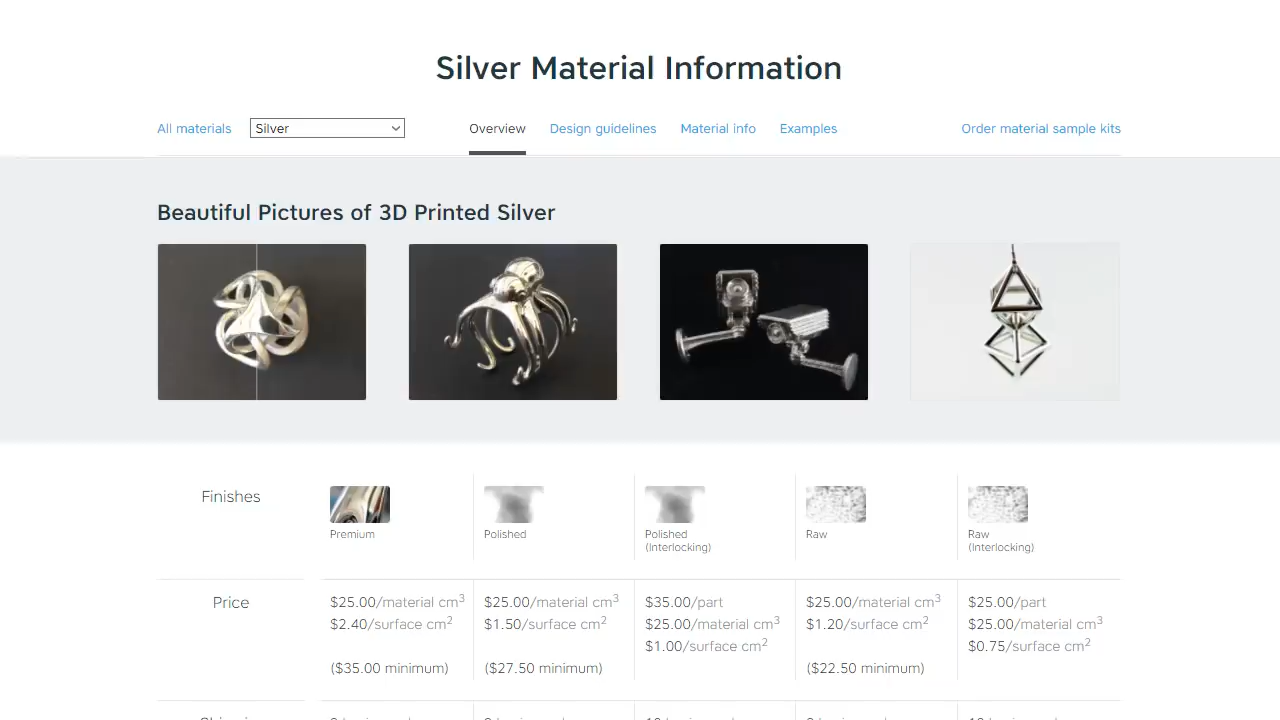 Silver Material Information
All materials
Silver
Overview
Design guidelines
Material info
Examples
Order material sample kits
Beautiful Pictures of 3D Printed Silver
Finishes
Premium
Polished
Polished
(Interlocking)
Raw
Raw
(Interlocking)
Price
$25.00/material cm³
$2.40/surface cm²
($35.00 minimum)
$25.00/material cm³
$1.50/surface cm²
($27.50 minimum)
$35.00/part
$25.00/material cm³
$1.00/surface cm²
$25.00/material cm³
$1.20/surface cm²
($22.50 minimum)
$25.00/part
$25.00/material cm³
$0.75/surface cm²